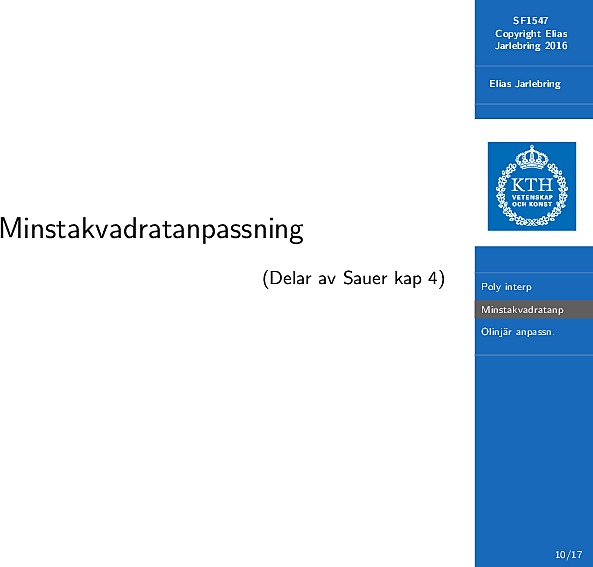 Minstakvadratanpassning
(Delar av Sauer kap 4)
SF1547
Copyright Elias
Jarlebring 2016
Elias Jarlebring
KTH
VETENSKAP
OCH KONST
Poly interp
Minstakvadratanp
Olinjär anpassn.
10/17